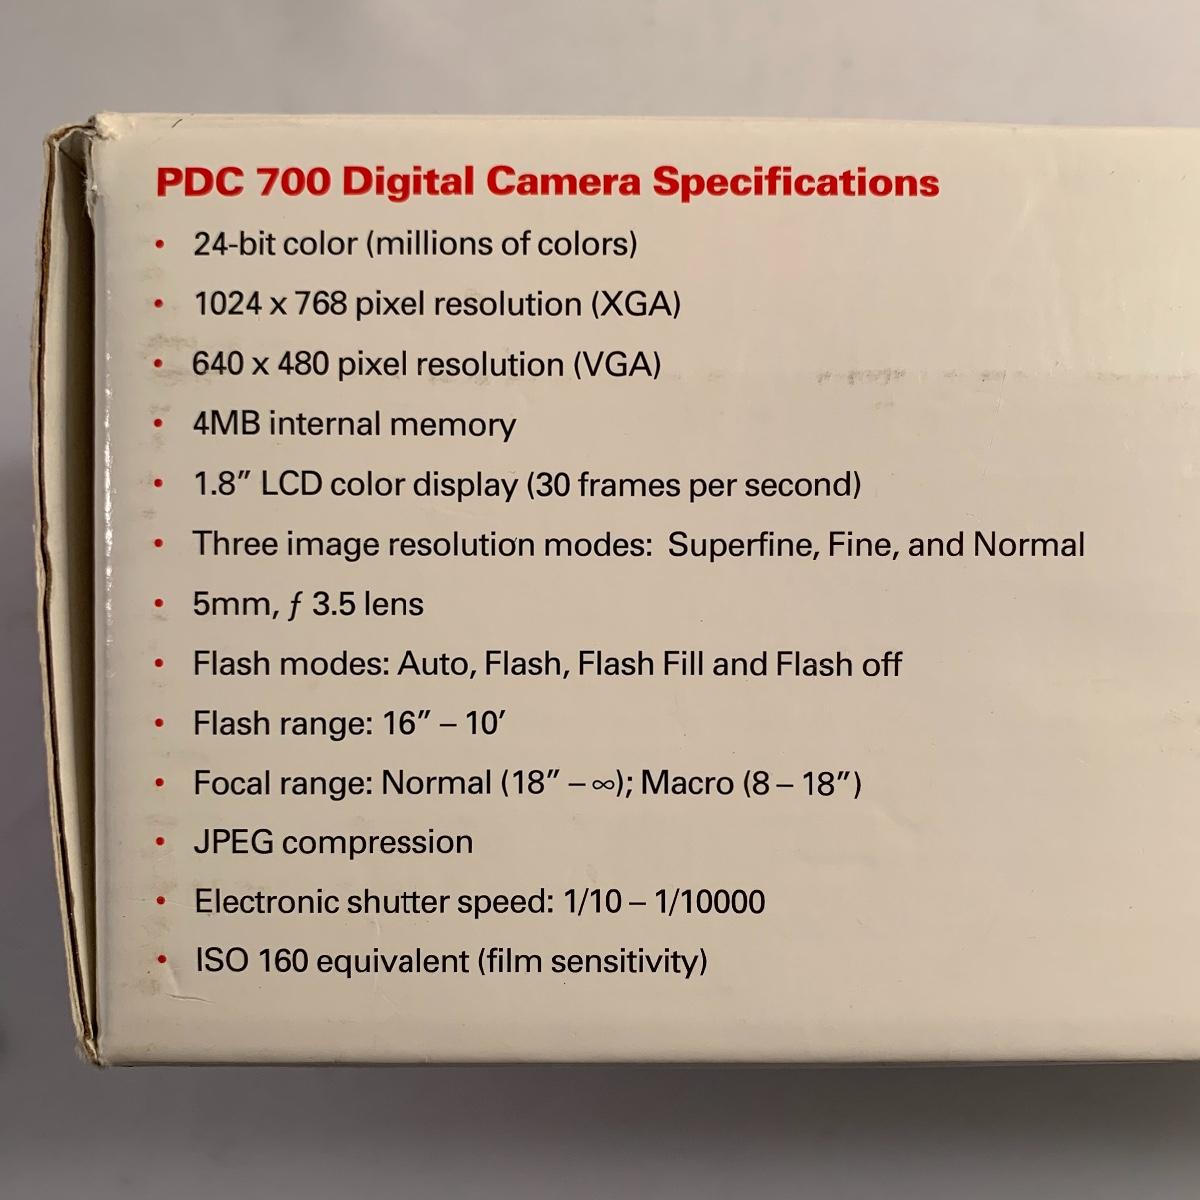 PDC 700 Digital Camera Specifications
• 24-bit color (millions of colors)
• 1024 x 768 pixel resolution (XGA)
• 640 x 480 pixel resolution (VGA)
• 4MB internal memory
• 1.8″ LCD color display (30 frames per second)
• Three image resolution modes:  Superfine, Fine, and Normal
• 5mm, ƒ 3.5 lens
• Flash modes: Auto, Flash, Flash Fill and Flash off
• Flash range: 16″ – 10′
• Focal range: Normal (18″ – ∞); Macro (8 – 18″)
• JPEG compression
• Electronic shutter speed: 1/10 – 1/10000
• ISO 160 equivalent (film sensitivity)